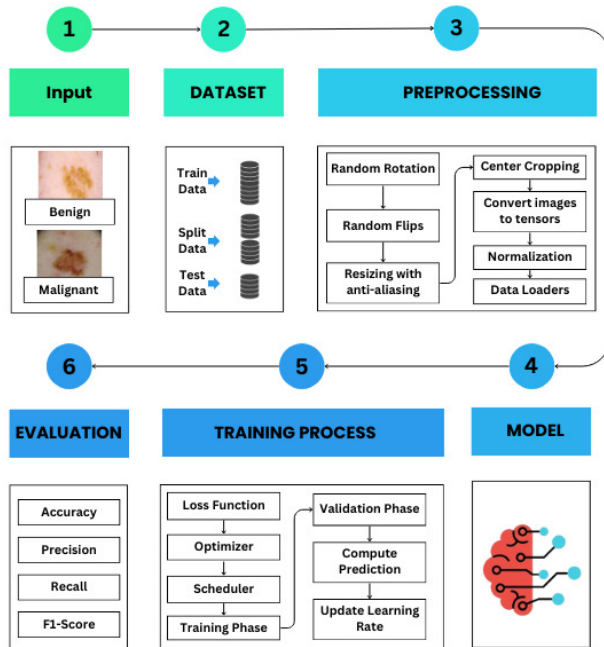 1
2
3
Input
DATASET
PREPROCESSING
Benign
Malignant
Train
Data
Split
Data
Test
Data
Random Rotation
Random Flips
Resizing with
anti-aliasing
Center Cropping
Convert images
to tensors
Normalization
Data Loaders
6
5
4
EVALUATION
TRAINING PROCESS
MODEL
Accuracy
Precision
Recall
F1-Score
Loss Function
Optimizer
Scheduler
Training Phase
Validation Phase
Compute
Prediction
Update Learning
Rate